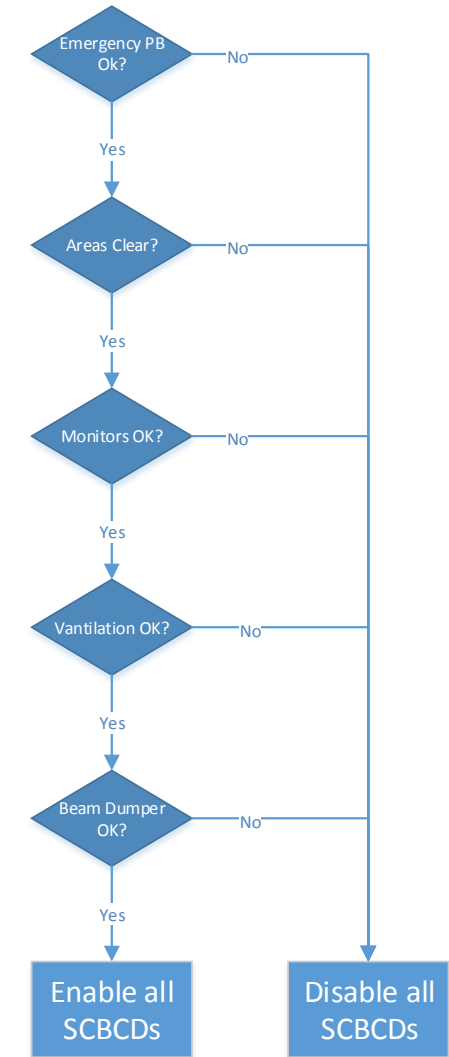 Emergency PB
Ok?
No
Yes
Areas Clear?
No
Yes
Monitors OK?
No
Yes
Vantilation OK?
No
Yes
Beam Dumper
OK?
No
Yes
Enable all
SCBCDs
Disable all
SCBCDs